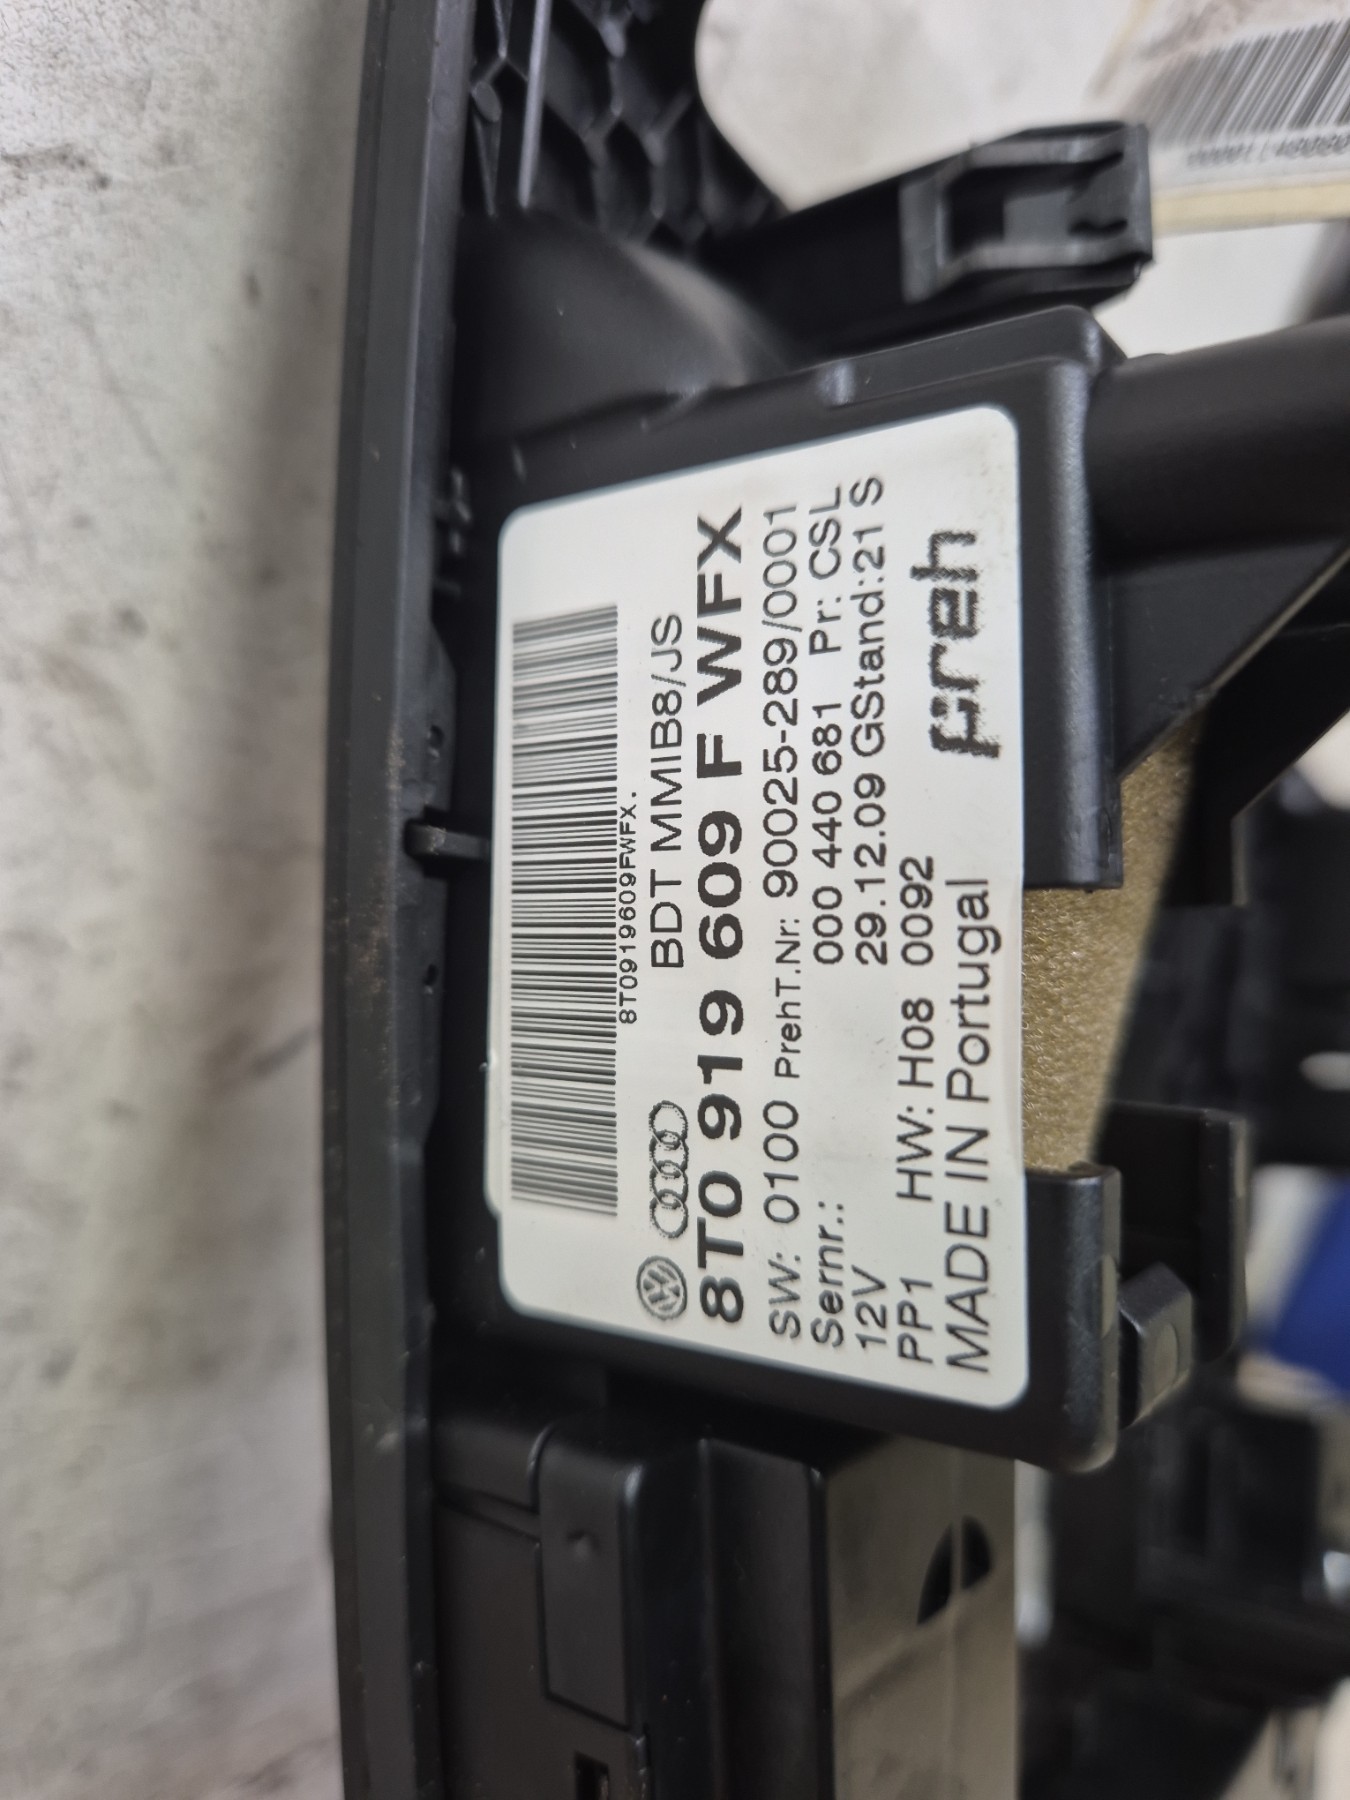 8T0919609FWFX.
BDT MMIB8/JS
8T0 919 609 F WFX
SW: 0100 PrehT.Nr: 90025-289/0001
Sernr.: 000 440 681 Pr: CSL
12V 29.12.09 GStand:21 S
PP1 HW: H08 0092
MADE IN Portugal
preh